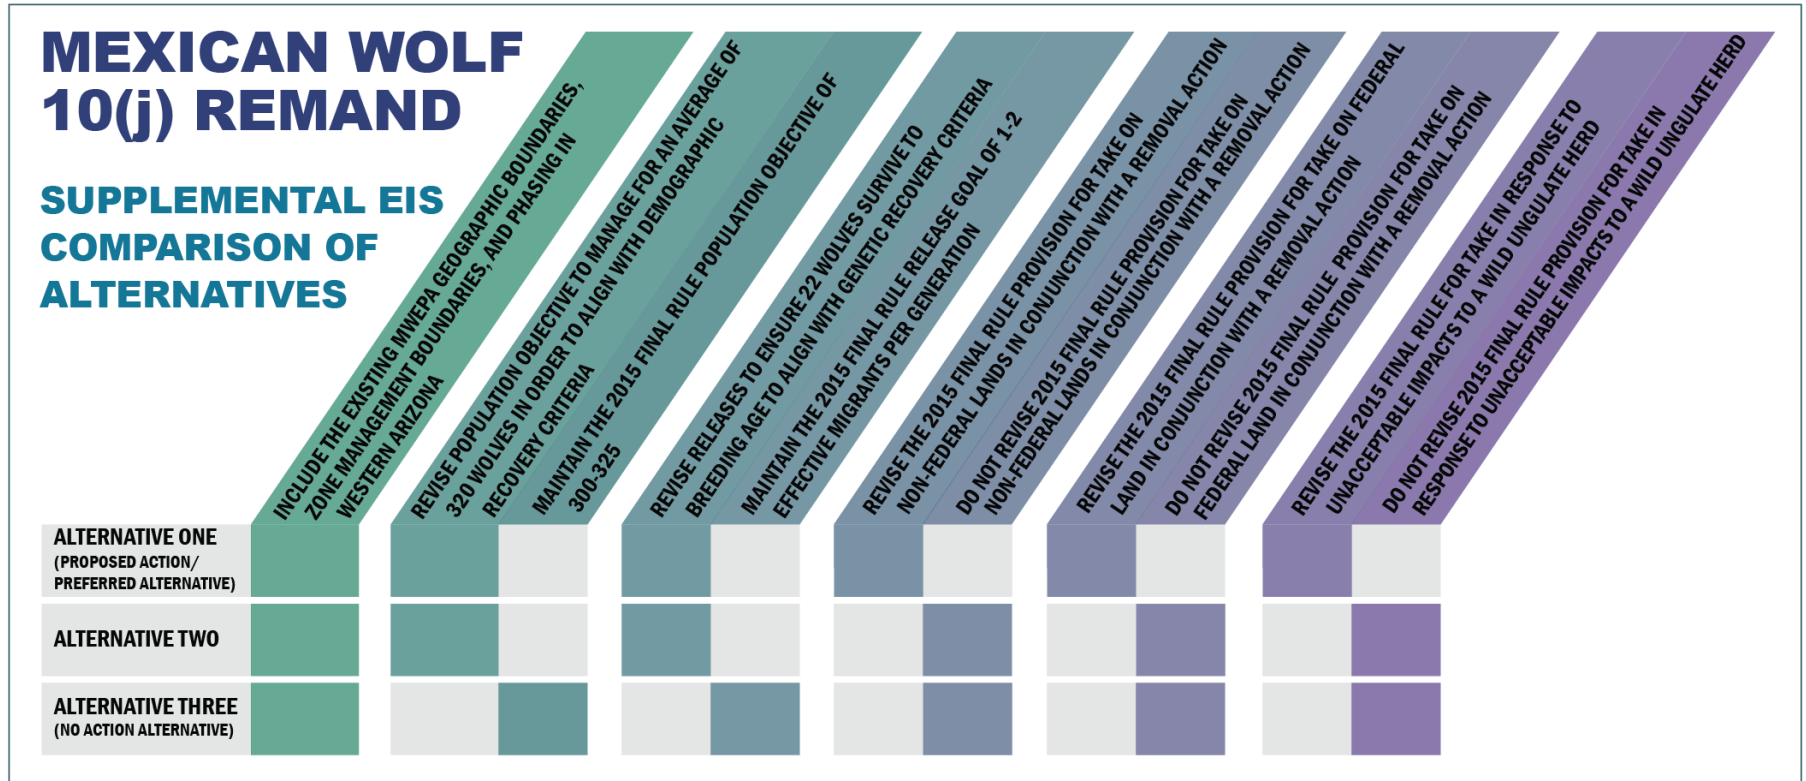 MEXICAN WOLF
10(j) REMAND
SUPPLEMENTAL EIS
COMPARISON OF
ALTERNATIVES
INCLUDE THE EXISTING MWEPA GEOGRAPHIC BOUNDARIES,
ZONE MANAGEMENT BOUNDARIES, AND PHASING IN
WESTERN ARIZONA
REVISE POPULATION OBJECTIVE TO MANAGE FOR AN AVERAGE OF
320 WOLVES IN ORDER TO ALIGN WITH DEMOGRAPHIC
RECOVERY CRITERIA
MAINTAIN THE 2015 FINAL RULE POPULATION OBJECTIVE OF
300-325
REVISE RELEASES TO ENSURE 22 WOLVES SURVIVE TO
BREEDING AGE TO ALIGN WITH GENETIC RECOVERY CRITERIA
MAINTAIN THE 2015 FINAL RULE RELEASE GOAL OF 1-2
EFFECTIVE MIGRANTS PER GENERATION
REVISE THE 2015 FINAL RULE PROVISION FOR TAKE ON
NON-FEDERAL LANDS IN CONJUNCTION WITH A REMOVAL ACTION
DO NOT REVISE 2015 FINAL RULE PROVISION FOR TAKE ON
NON-FEDERAL LANDS IN CONJUNCTION WITH A REMOVAL ACTION
REVISE THE 2015 FINAL RULE PROVISION FOR TAKE ON FEDERAL
LAND IN CONJUNCTION WITH A REMOVAL ACTION
DO NOT REVISE 2015 FINAL RULE PROVISION FOR TAKE ON
FEDERAL LAND IN CONJUNCTION WITH A REMOVAL ACTION
REVISE THE 2015 FINAL RULE FOR TAKE IN RESPONSE TO
UNACCEPTABLE IMPACTS TO A WILD UNGULATE HERD
DO NOT REVISE 2015 FINAL RULE PROVISION FOR TAKE IN
RESPONSE TO UNACCEPTABLE IMPACTS TO A WILD UNGULATE HERD
ALTERNATIVE ONE
(PROPOSED ACTION/
PREFERRED ALTERNATIVE)
ALTERNATIVE TWO
ALTERNATIVE THREE
(NO ACTION ALTERNATIVE)